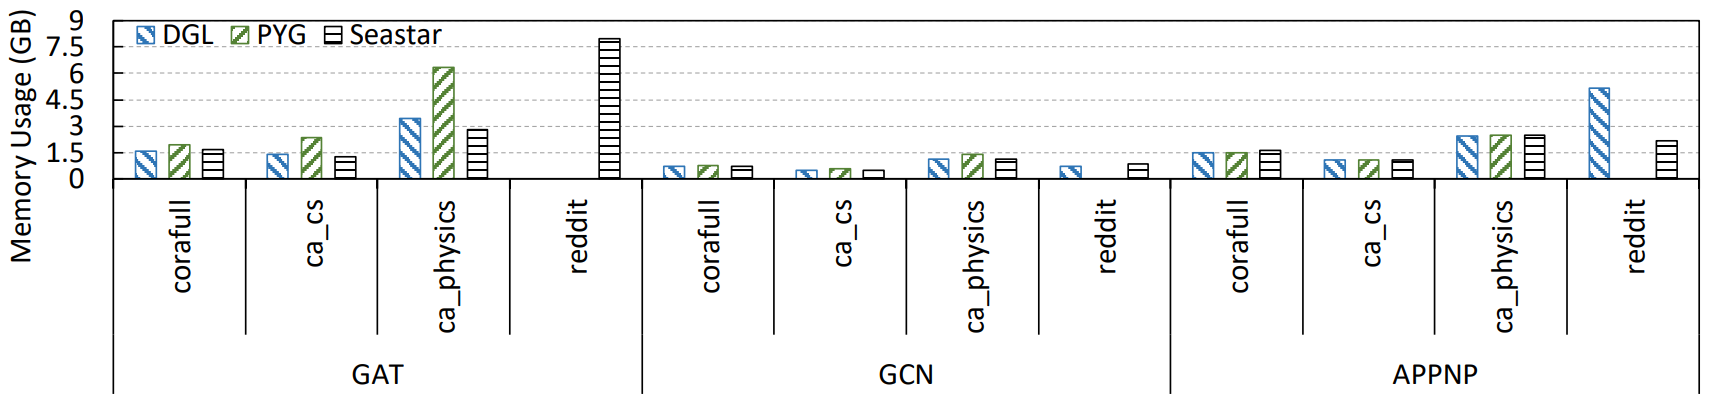 Memory Usage (GB)
9
7.5
6
4.5
3
1.5
0
DGL PYG Seastar
corafull ca_cs ca_physics reddit corafull ca_cs ca_physics reddit corafull ca_cs ca_physics reddit
GAT GCN APPNP